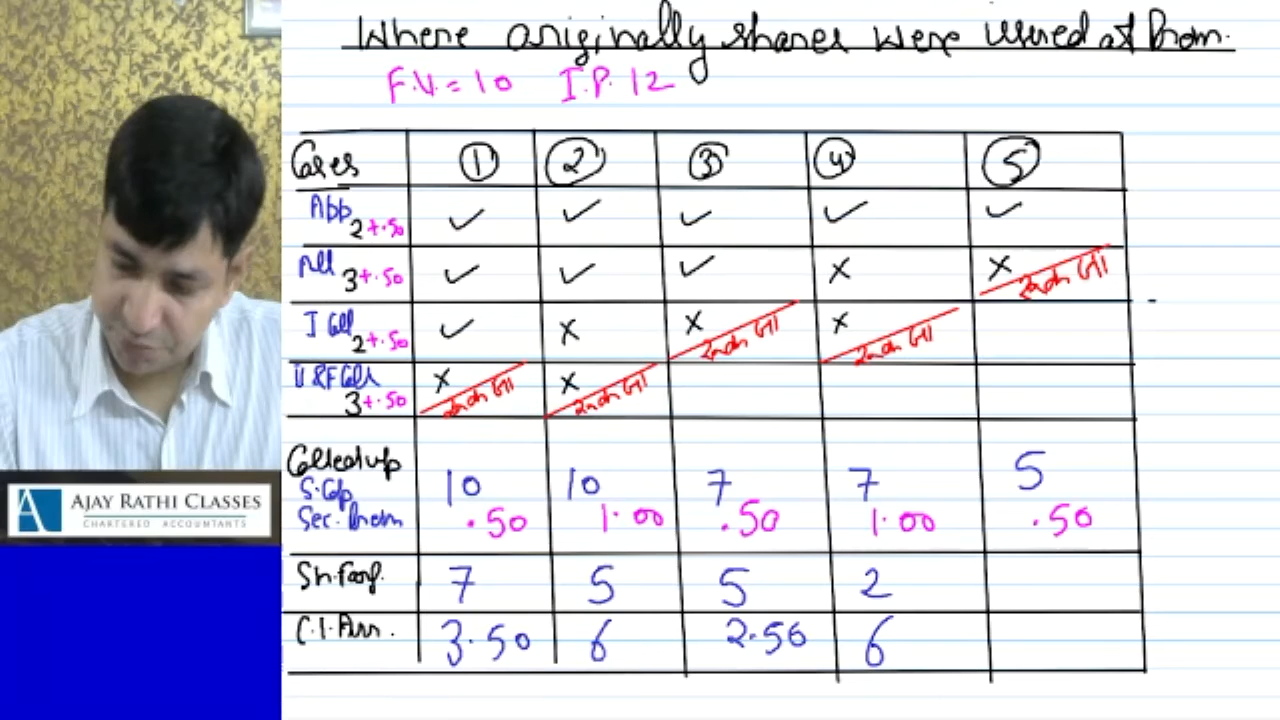 Where originally shares were issued at Prem.
F.V. = 10 I.P. 12
Cases 1 2 3 4 5
App 2+.50 ✓ ✓ ✓ ✓ ✓
All 3+.50 ✓ ✓ ✓ × ×
I Call 2+.50 ✓ × × ×
II & F Call 3+.50 × ×
Called up
S. Cap 10 10 7 7 5
Sec. Prem .50 1.00 .50 1.00 .50
Sh. Forf. 7 5 5 2
C.I. Arr. 3.50 6 2.50 6
AJAY RATHI CLASSES
CHARTERED ACCOUNTANTS